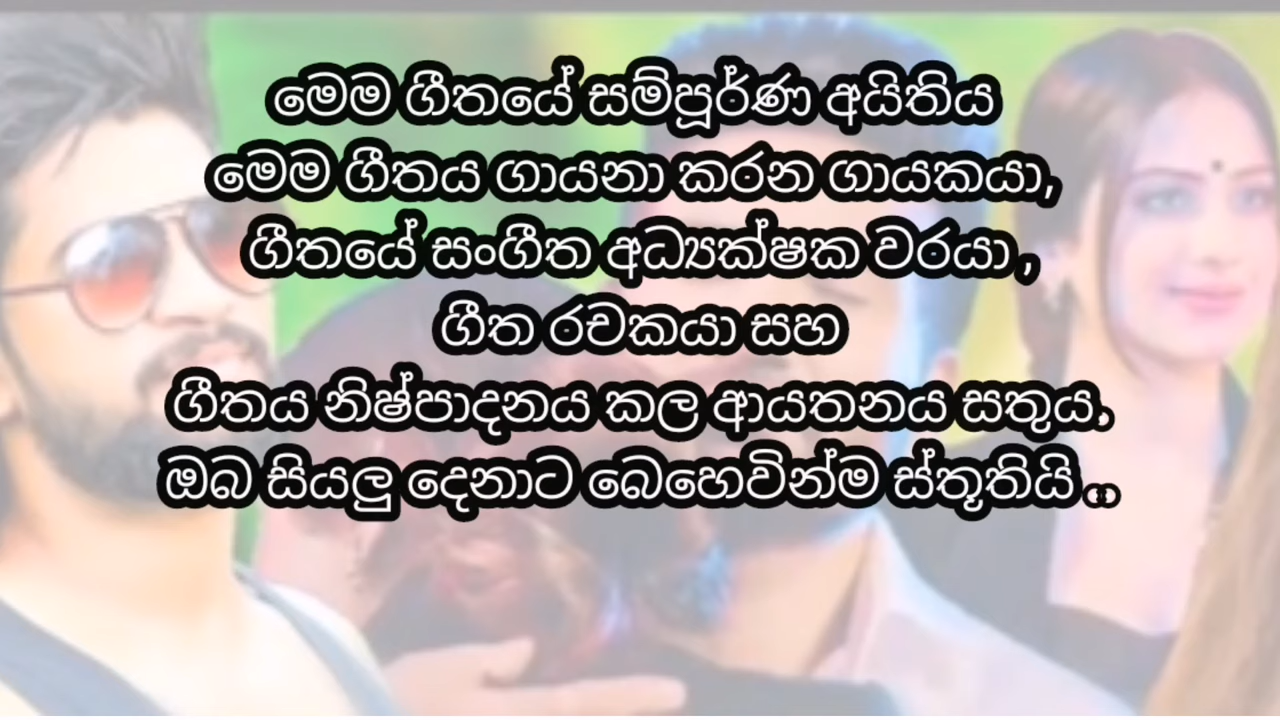 මෙම ගීතයේ සම්පූර්ණ අයිතිය
මෙම ගීතය ගායනා කරන ගායකයා,
ගීතයේ සංගීත අධ්‍යක්ෂක වරයා ,
ගීත රචකයා සහ
ගීතය නිෂ්පාදනය කල ආයතනය සතුය,
ඔබ සියලු දෙනාට බෙහෙවින්ම ස්තූතියි ..